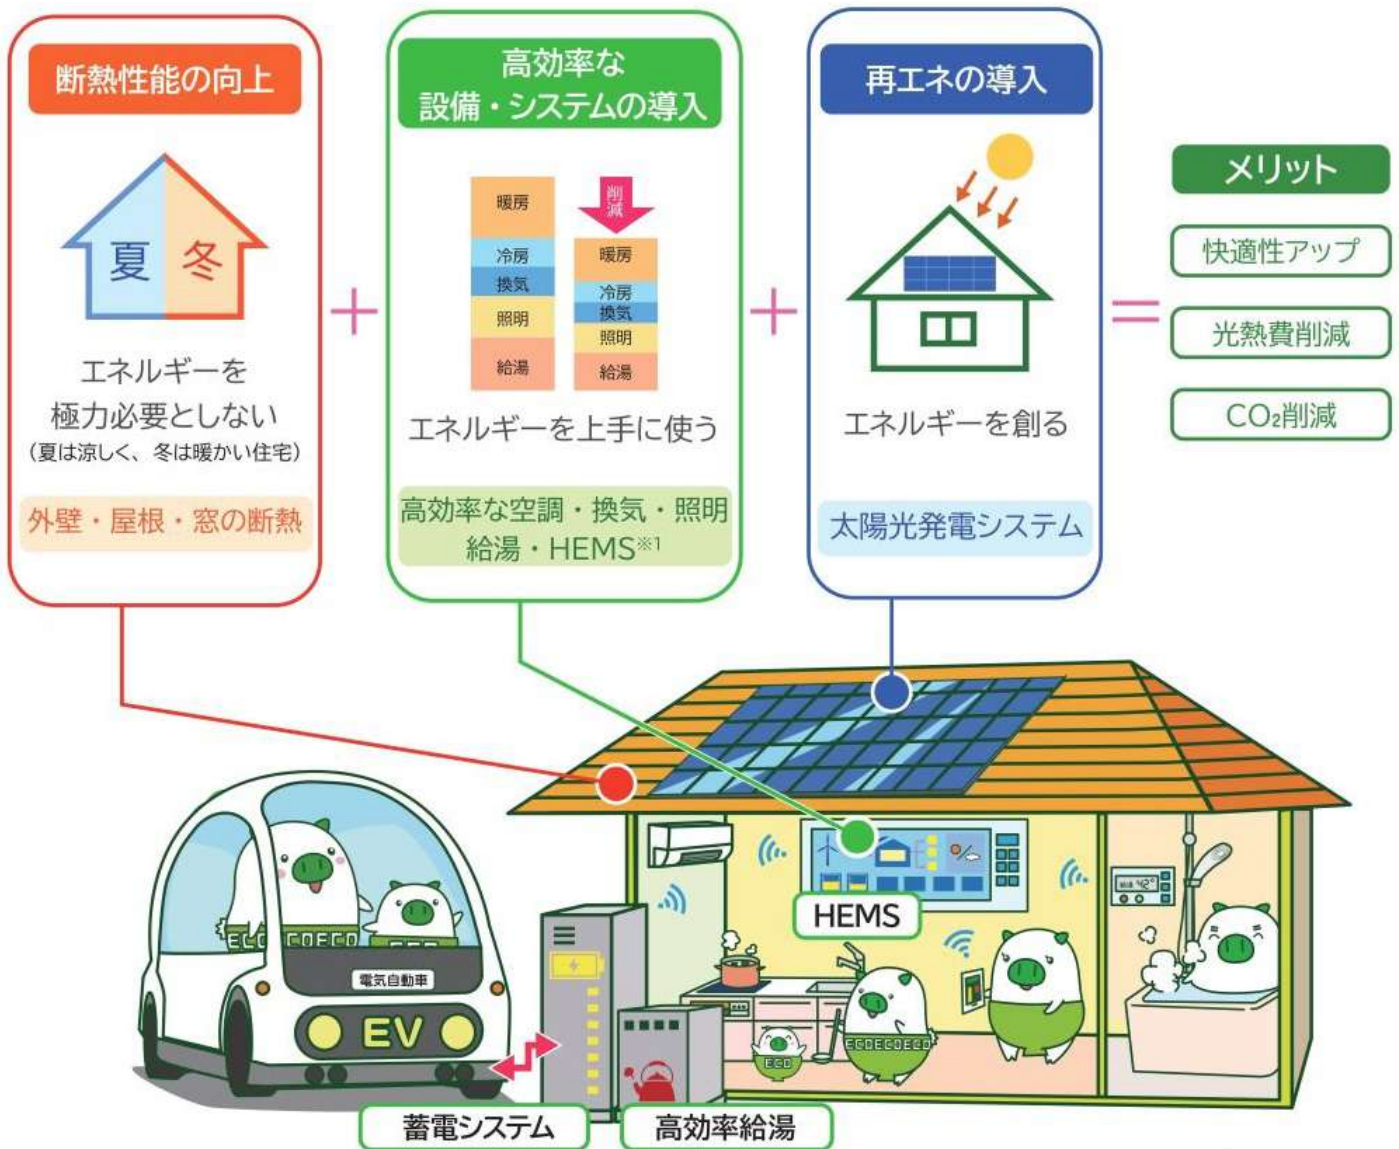 断熱性能の向上
夏
冬
エネルギーを
極力必要としない
(夏は涼しく、冬は暖かい住宅)
外壁・屋根・窓の断熱
+
高効率な
設備・システムの導入
暖房
冷房
換気
照明
給湯
削減
暖房
冷房
換気
照明
給湯
エネルギーを上手に使う
高効率な空調・換気・照明
給湯・HEMS※1
+
再エネの導入
エネルギーを創る
太陽光発電システム
=
メリット
快適性アップ
光熱費削減
CO₂削減
HEMS
42°
ECOECOECO
ECO
電気自動車
EV
ECO
ECOECOECO
蓄電システム
高効率給湯